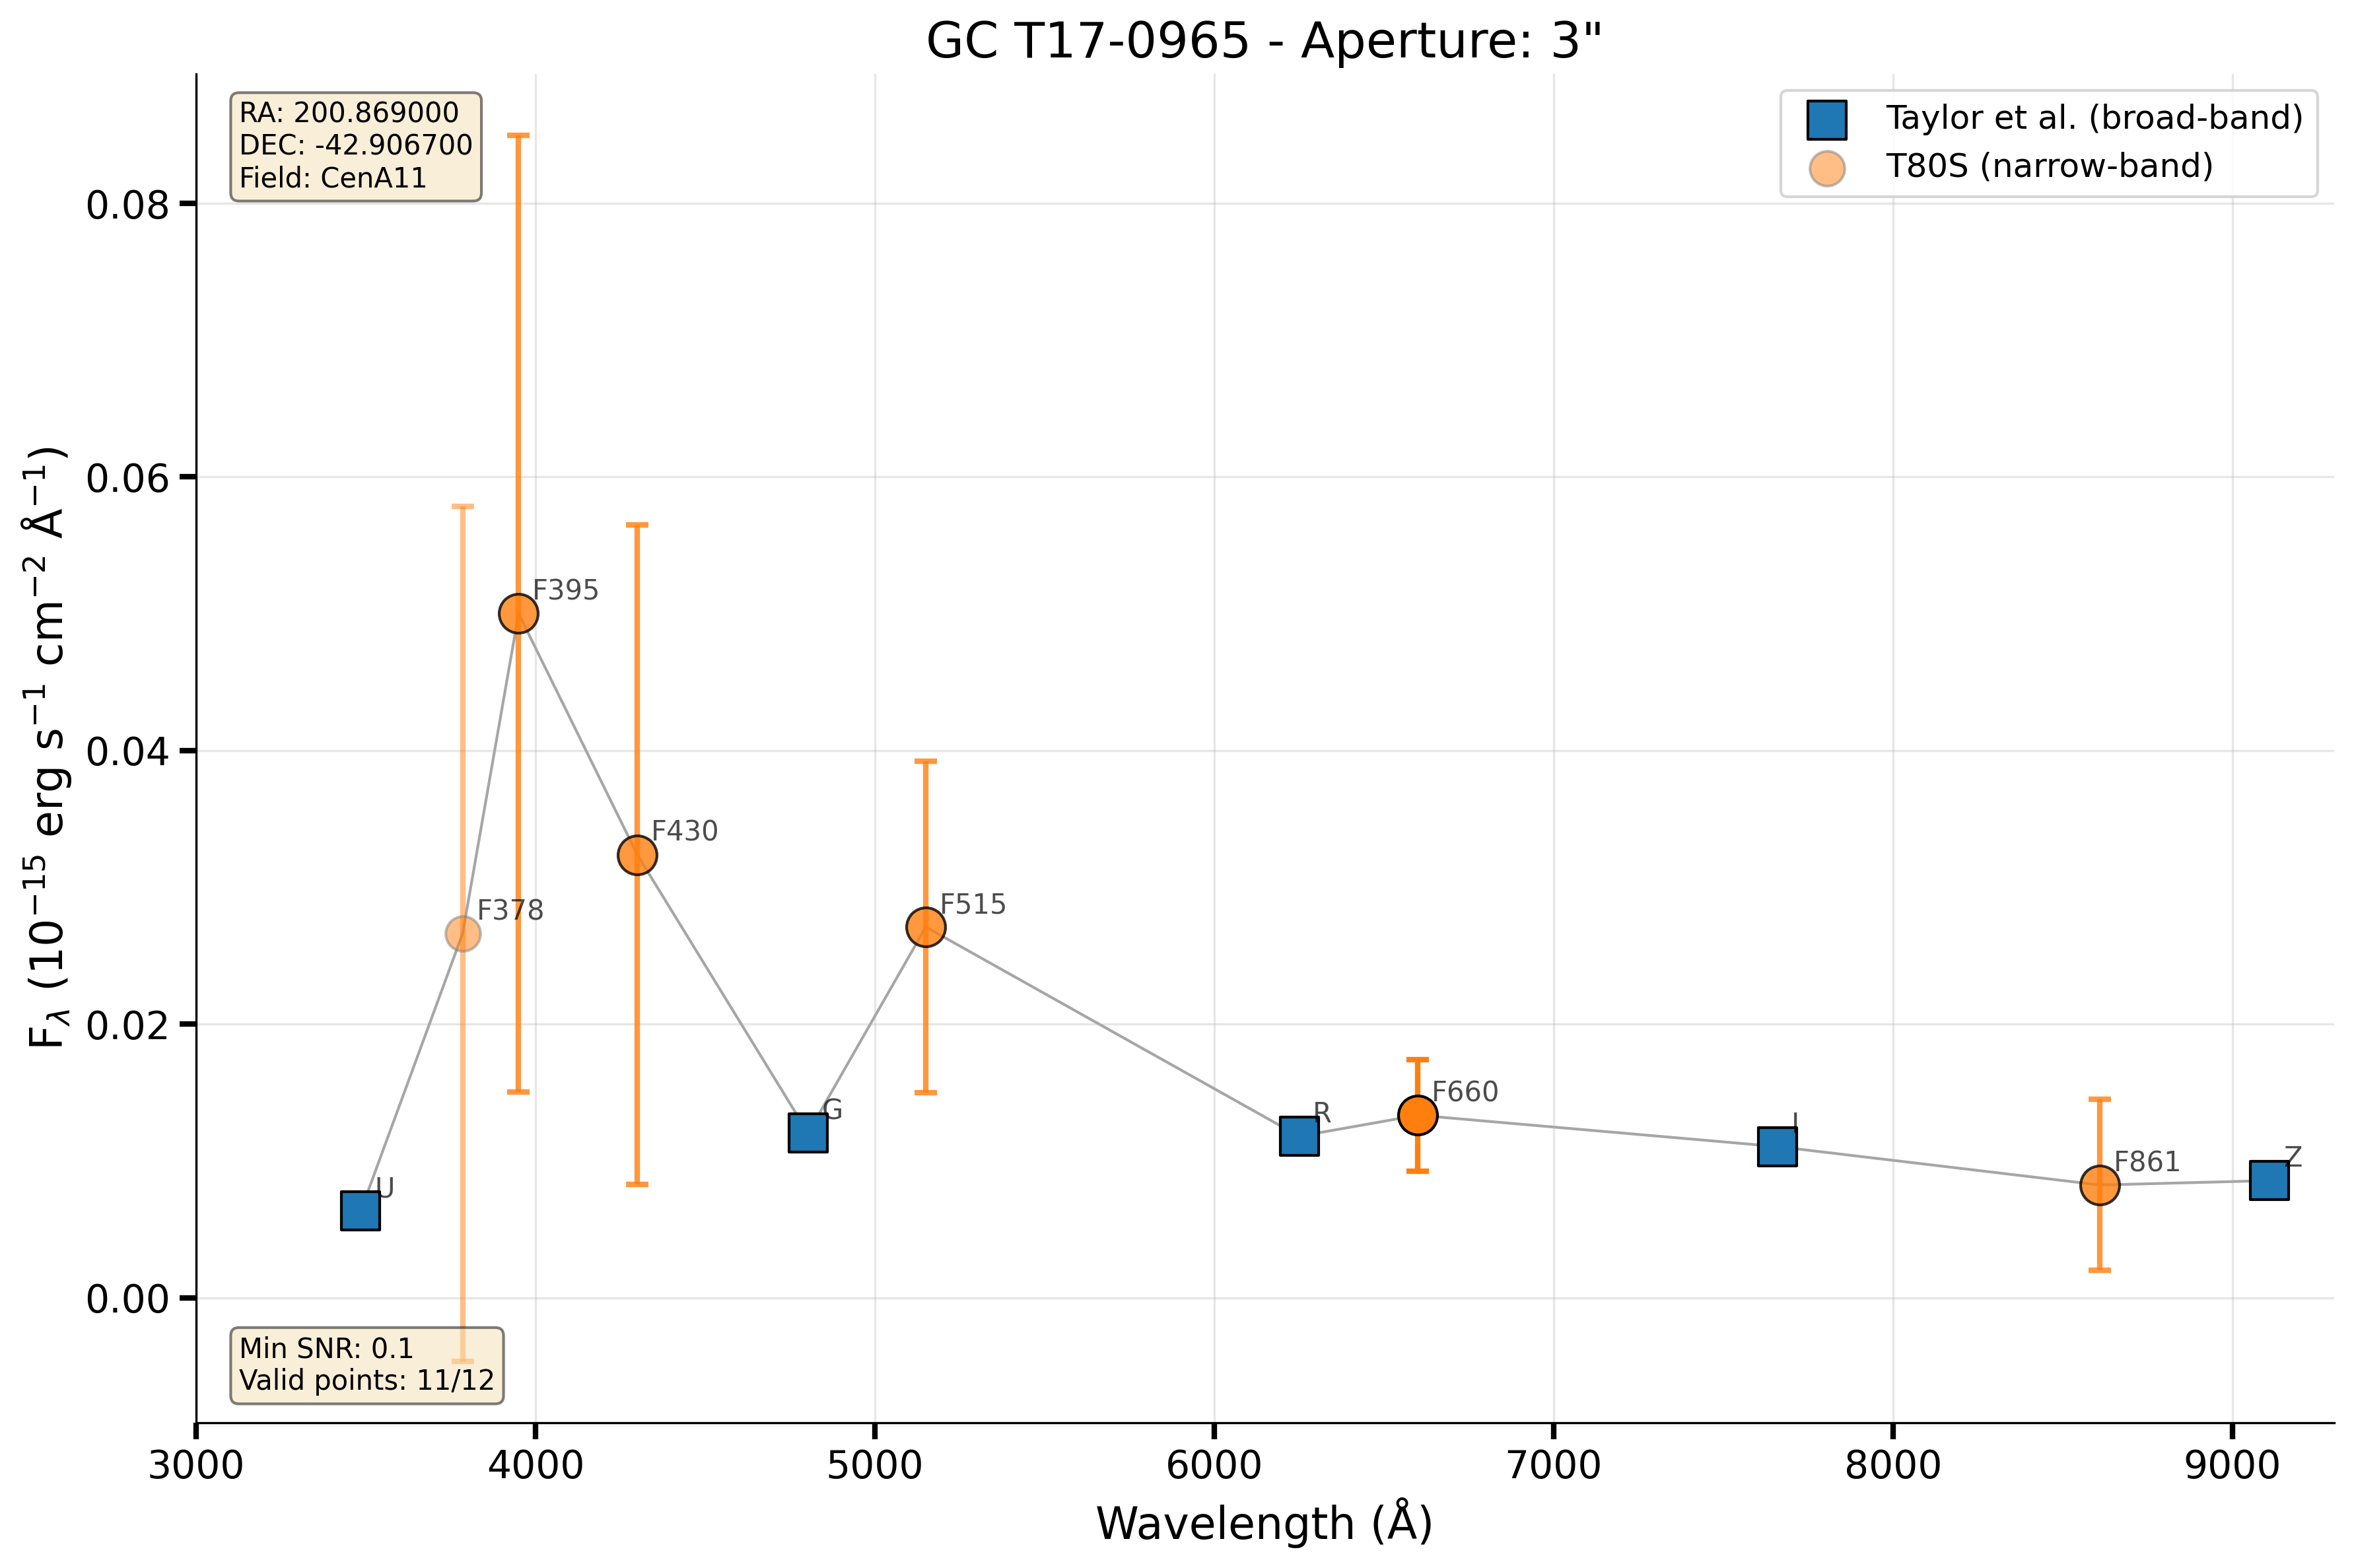 GC T17-0965 - Aperture: 3"
RA: 200.869000
DEC: -42.906700
Field: CenA11
Taylor et al. (broad-band)
T80S (narrow-band)
0.08
0.06
0.04
0.02
0.00
F$_λ$ (10$^{−15}$ erg s$^{−1}$ cm$^{−2}$ Å$^{−1}$)
F395
F430
F378
F515
G
R
F660
I
F861
Z
U
Min SNR: 0.1
Valid points: 11/12
3000 4000 5000 6000 7000 8000 9000
Wavelength (Å)